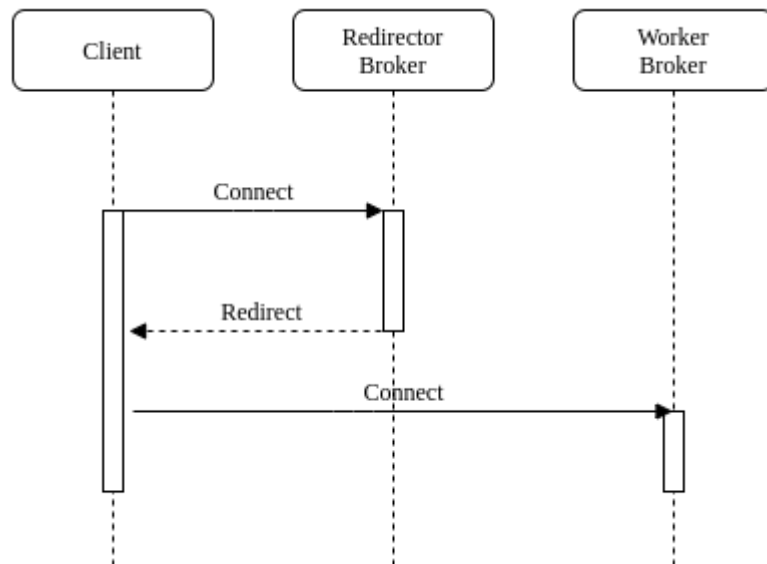 Client
Redirector
Broker
Worker
Broker
Connect
Redirect
Connect